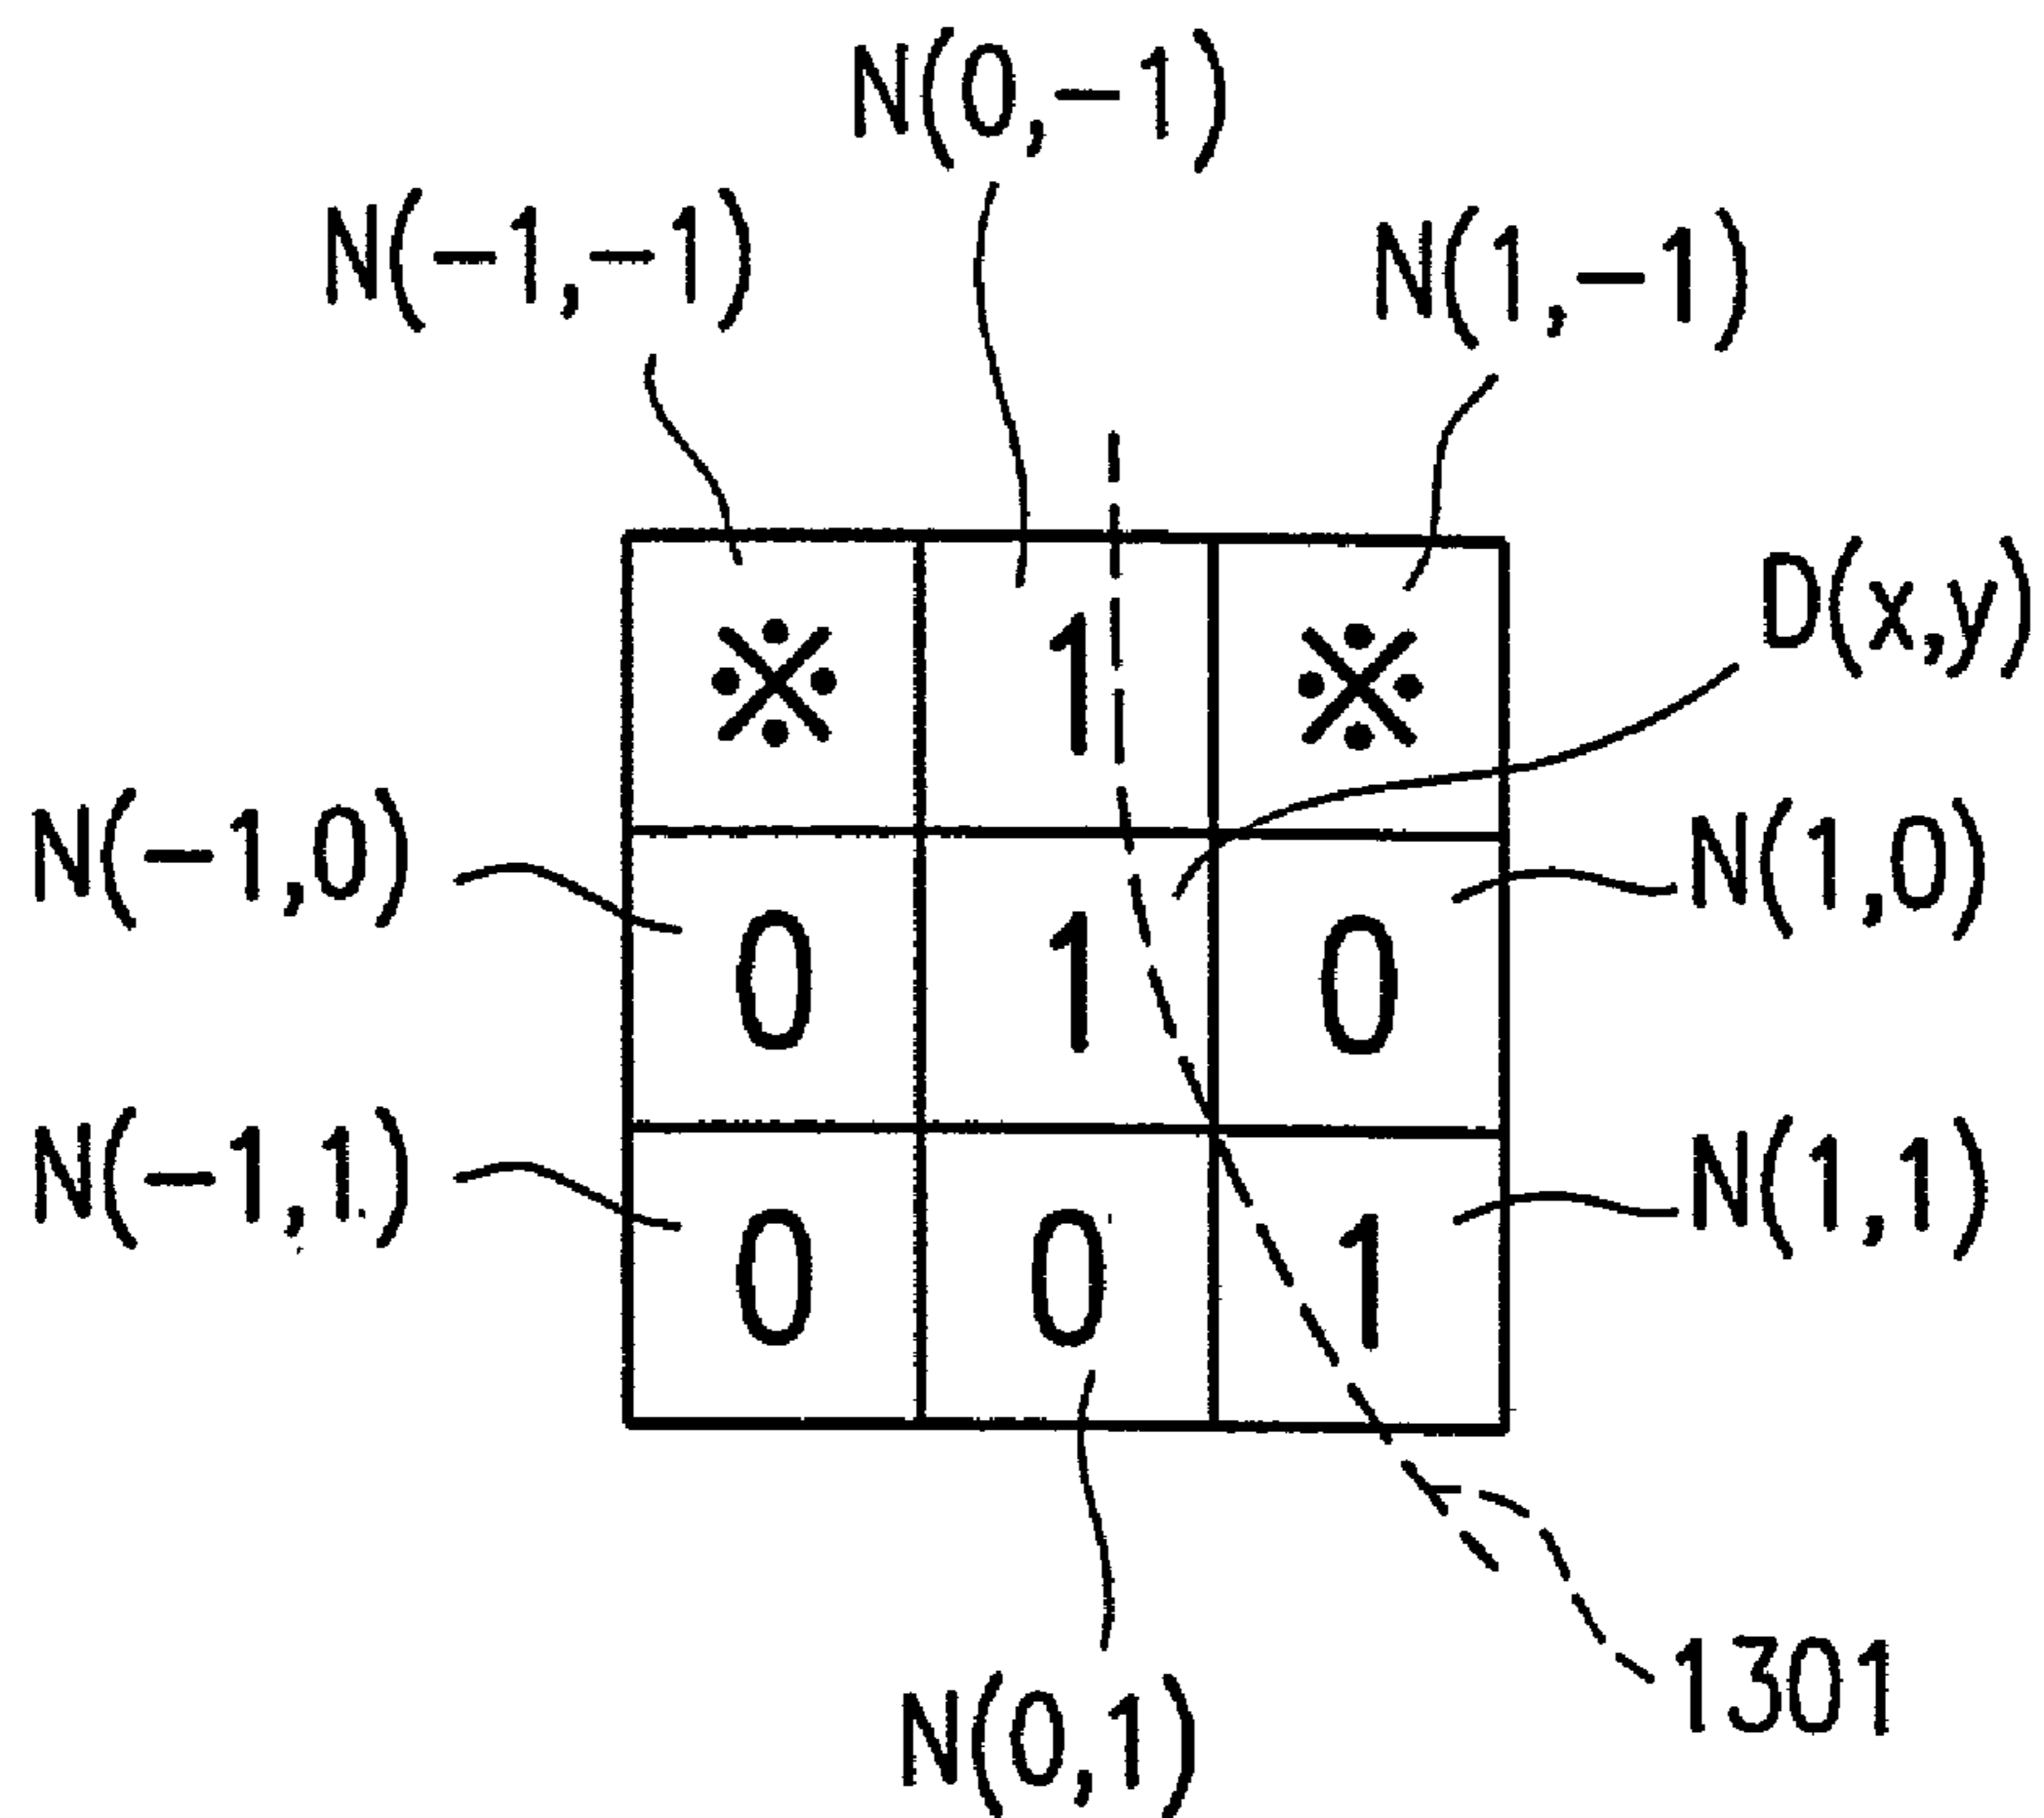 N(0,-1)
N(-1,-1)
N(1,-1)
D(x,y)
※ 1 ※
N(-1,0)
N(1,0)
0 1 0
N(-1,1)
N(1,1)
0 0 1
1301
N(0,1)